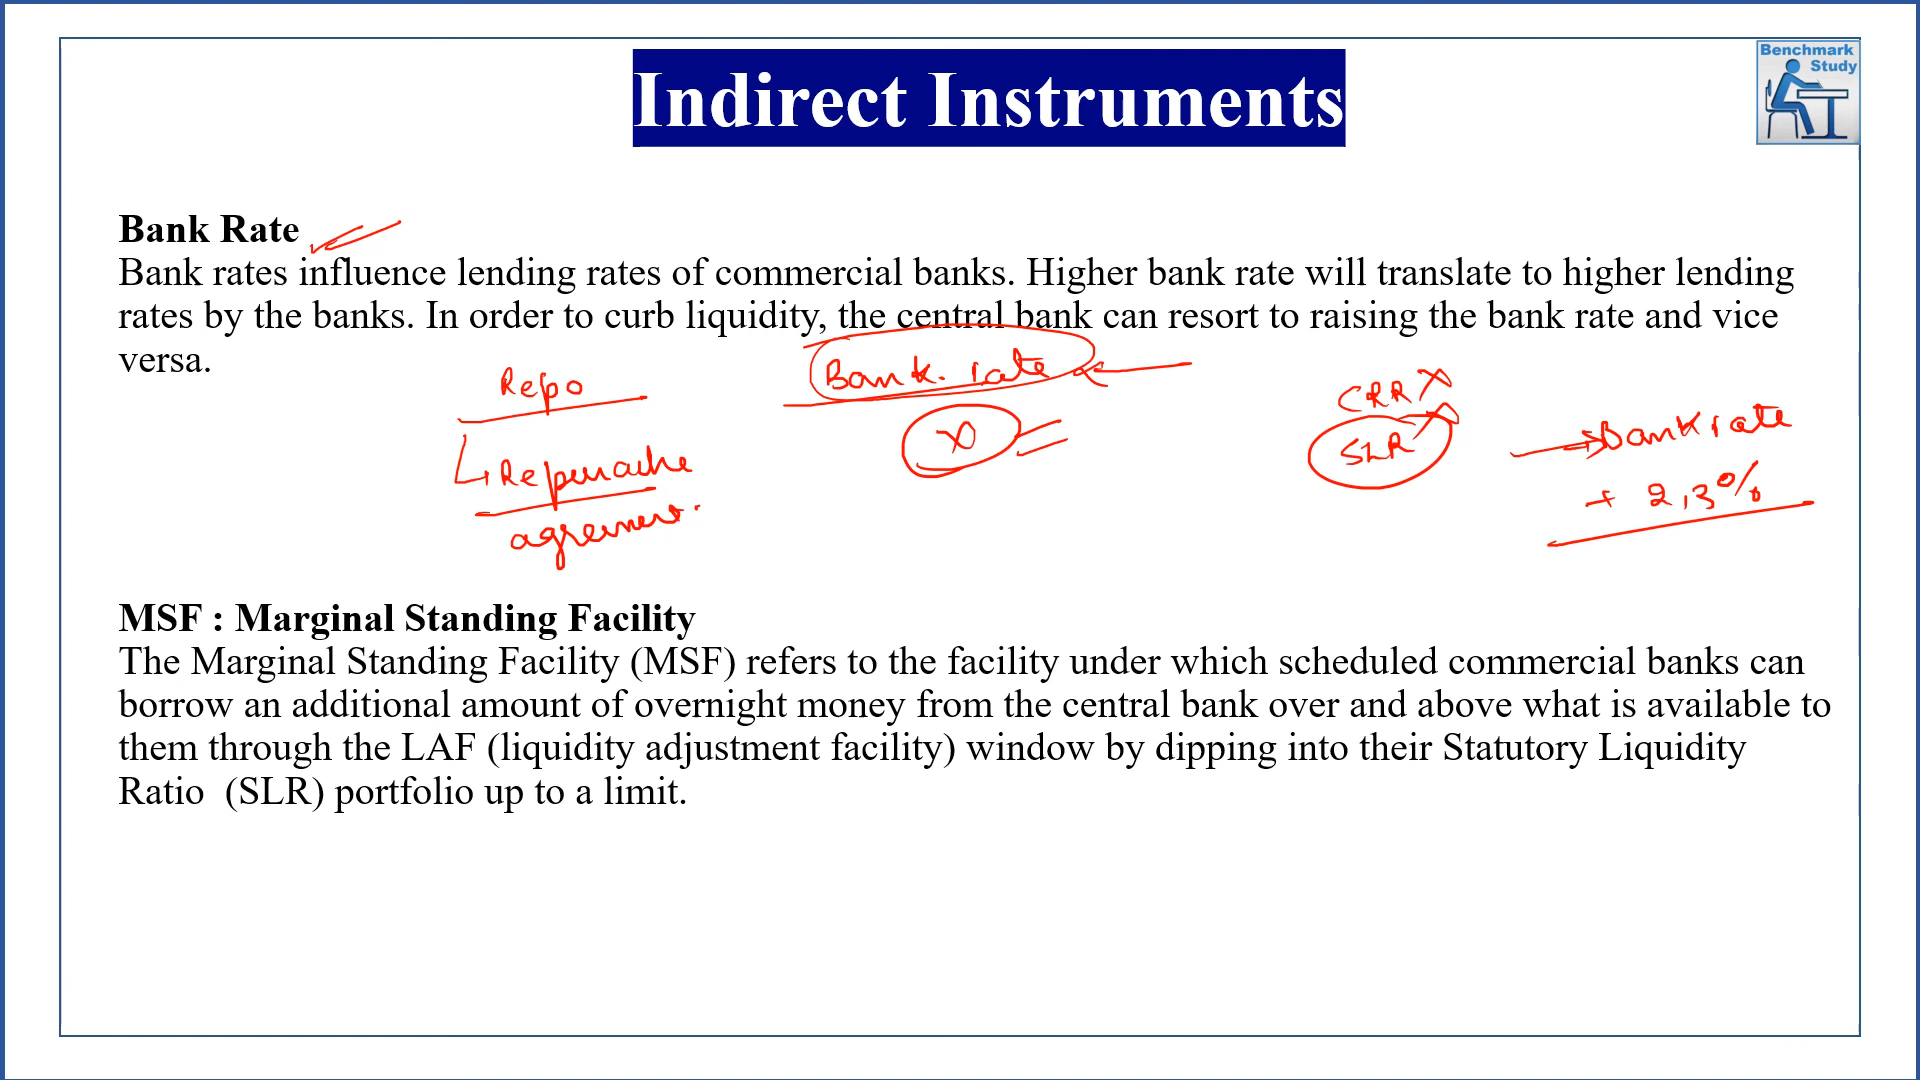 Indirect Instruments
Benchmark
Study
Bank Rate
Bank rates influence lending rates of commercial banks. Higher bank rate will translate to higher lending
rates by the banks. In order to curb liquidity, the central bank can resort to raising the bank rate and vice
versa.
Repo
Bank rate
CRR X
SLR
Bank rate
+ 2,3%
agreement.
MSF : Marginal Standing Facility
The Marginal Standing Facility (MSF) refers to the facility under which scheduled commercial banks can
borrow an additional amount of overnight money from the central bank over and above what is available to
them through the LAF (liquidity adjustment facility) window by dipping into their Statutory Liquidity
Ratio (SLR) portfolio up to a limit.